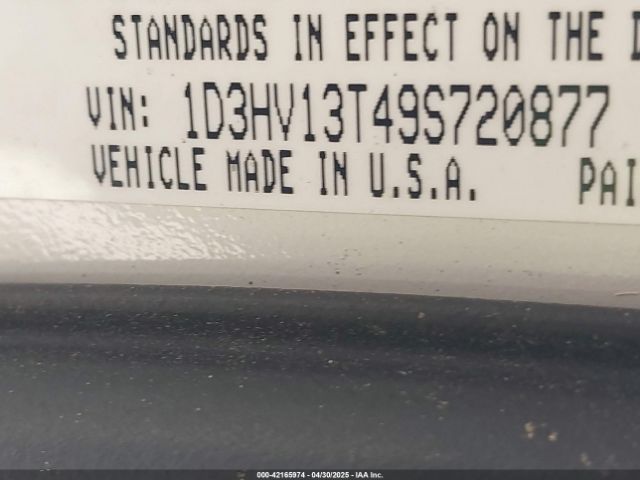 STANDARDS IN EFFECT ON THE
VIN: 1D3HV13T49S720877
VEHICLE MADE IN U.S.A. PAI
000-42165974 - 04/30/2025 - IAA Inc.